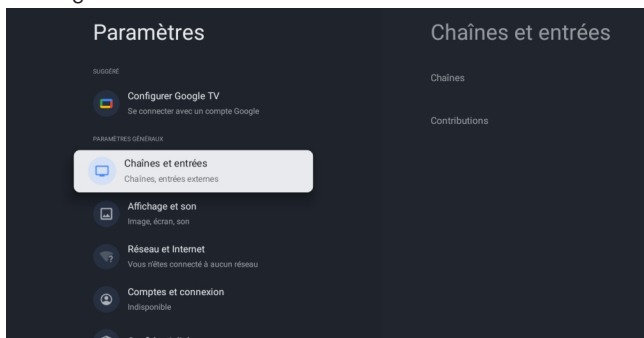 Paramètres
SUGGÉRÉ
Configurer Google TV
Se connecter avec un compte Google
PARAMÈTRES GÉNÉRAUX
Chaînes et entrées
Chaînes, entrées externes
Affichage et son
Image, écran, son
Réseau et Internet
Vous n'êtes connecté à aucun réseau
Comptes et connexion
Indisponible
Chaînes et entrées
Chaînes
Contributions